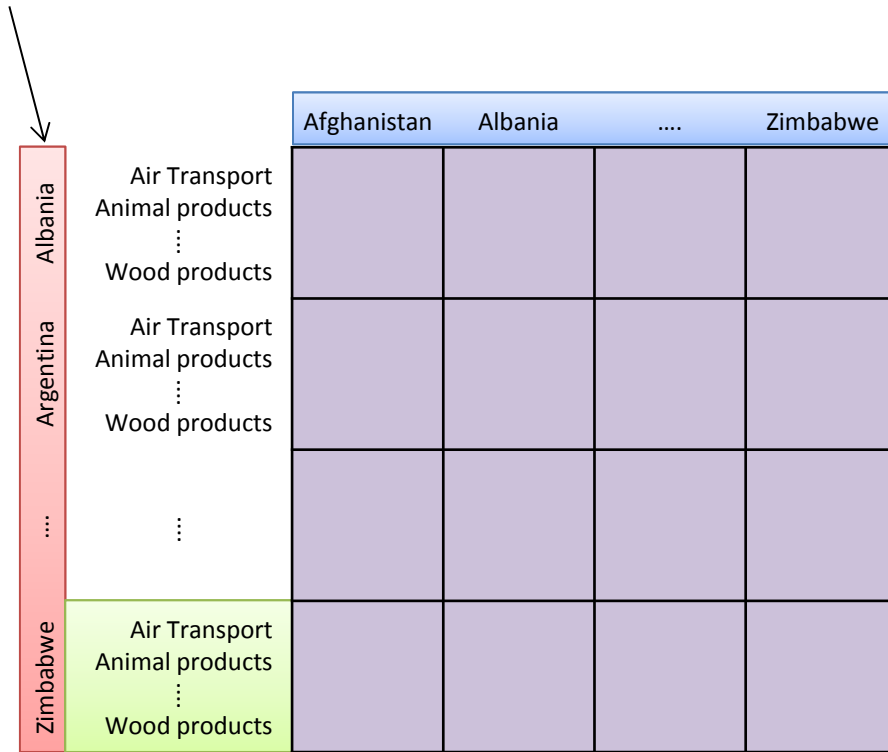 Afghanistan Albania .... Zimbabwe
Albania
Air Transport
Animal products
⋮
Wood products
Argentina
Air Transport
Animal products
⋮
Wood products
....
⋮
Zimbabwe
Air Transport
Animal products
⋮
Wood products